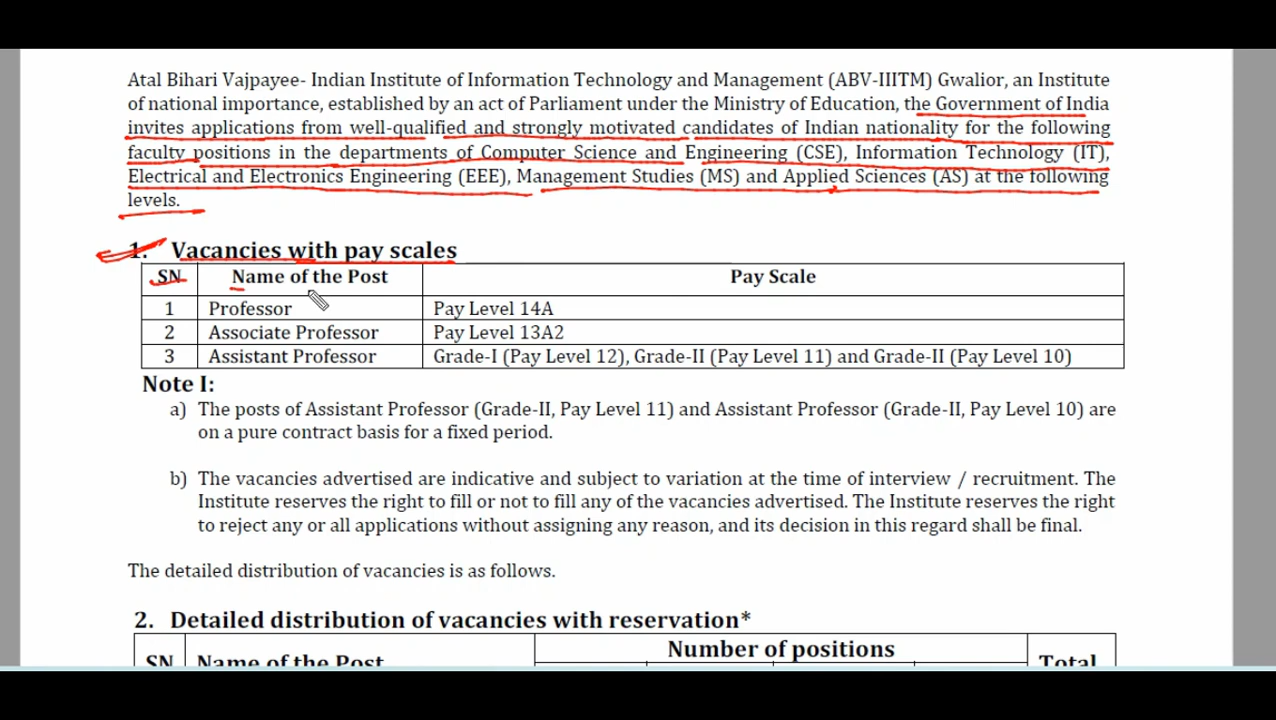 Atal Bihari Vajpayee- Indian Institute of Information Technology and Management (ABV-IIITM) Gwalior, an Institute
of national importance, established by an act of Parliament under the Ministry of Education, the Government of India
invites applications from well-qualified and strongly motivated candidates of Indian nationality for the following
faculty positions in the departments of Computer Science and Engineering (CSE), Information Technology (IT),
Electrical and Electronics Engineering (EEE), Management Studies (MS) and Applied Sciences (AS) at the following
levels.
1. Vacancies with pay scales
SN Name of the Post Pay Scale
1 Professor Pay Level 14A
2 Associate Professor Pay Level 13A2
3 Assistant Professor Grade-I (Pay Level 12), Grade-II (Pay Level 11) and Grade-II (Pay Level 10)
Note I:
a) The posts of Assistant Professor (Grade-II, Pay Level 11) and Assistant Professor (Grade-II, Pay Level 10) are
on a pure contract basis for a fixed period.
b) The vacancies advertised are indicative and subject to variation at the time of interview / recruitment. The
Institute reserves the right to fill or not to fill any of the vacancies advertised. The Institute reserves the right
to reject any or all applications without assigning any reason, and its decision in this regard shall be final.
The detailed distribution of vacancies is as follows.
2. Detailed distribution of vacancies with reservation*
Number of positions
SN Name of the Post Total